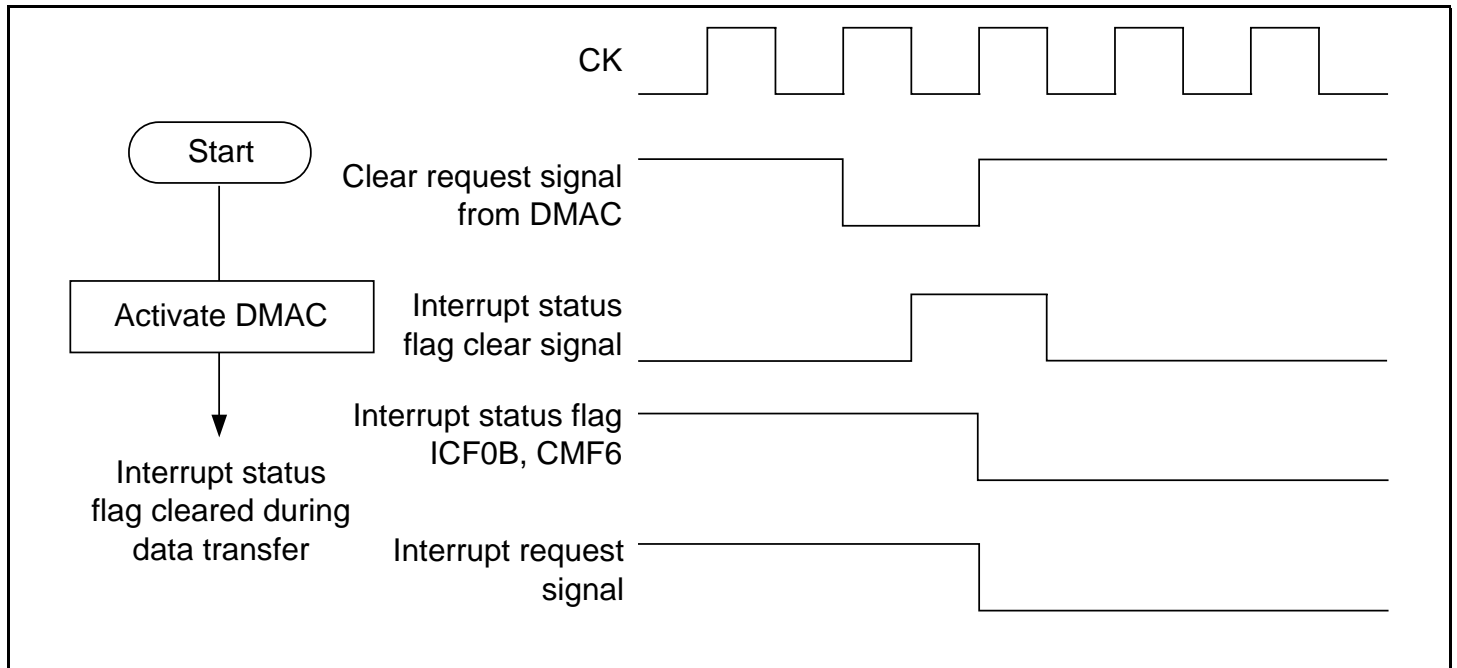 Start
Activate DMAC
Interrupt status
flag cleared during
data transfer
CK
Clear request signal
from DMAC
Interrupt status
flag clear signal
Interrupt status flag
ICF0B, CMF6
Interrupt request
signal